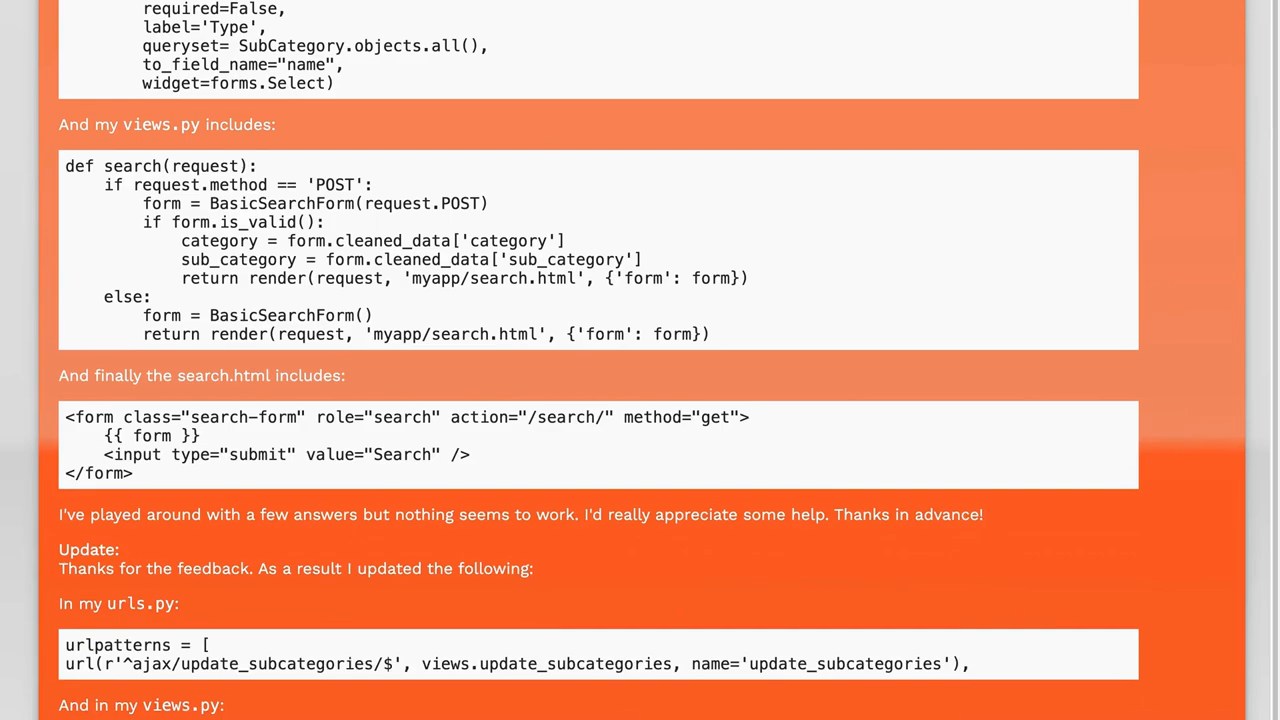 required=False,
label='Type',
queryset= SubCategory.objects.all(),
to_field_name="name",
widget=forms.Select)
And my views.py includes:
def search(request):
    if request.method == 'POST':
        form = BasicSearchForm(request.POST)
        if form.is_valid():
            category = form.cleaned_data['category']
            sub_category = form.cleaned_data['sub_category']
            return render(request, 'myapp/search.html', {'form': form})
    else:
        form = BasicSearchForm()
        return render(request, 'myapp/search.html', {'form': form})
And finally the search.html includes:
<form class="search-form" role="search" action="/search/" method="get">
    {{ form }}
    <input type="submit" value="Search" />
</form>
I've played around with a few answers but nothing seems to work. I'd really appreciate some help. Thanks in advance!
Update:
Thanks for the feedback. As a result I updated the following:
In my urls.py:
urlpatterns = [
url(r'^ajax/update_subcategories/$', views.update_subcategories, name='update_subcategories'),
And in my views.py: